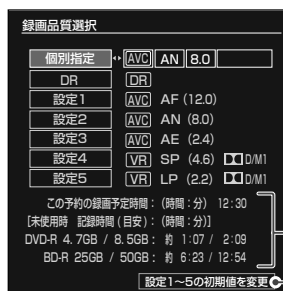 録画品質選択
個別指定 AVC AN 8.0
DR DR
設定1 AVC AF (12.0)
設定2 AVC AN (8.0)
設定3 AVC AE (2.4)
設定4 VR SP (4.6) D/M1
設定5 VR LP (2.2) D/M1
この予約の録画予定時間：(時間：分) 12：30
[未使用時 記録時間(目安)：(時間：分)]
DVD-R 4.7GB / 8.5GB： 約 1：07 / 2：09
BD-R 25GB / 50GB： 約 6：23 / 12：54
設定1～5の初期値を変更